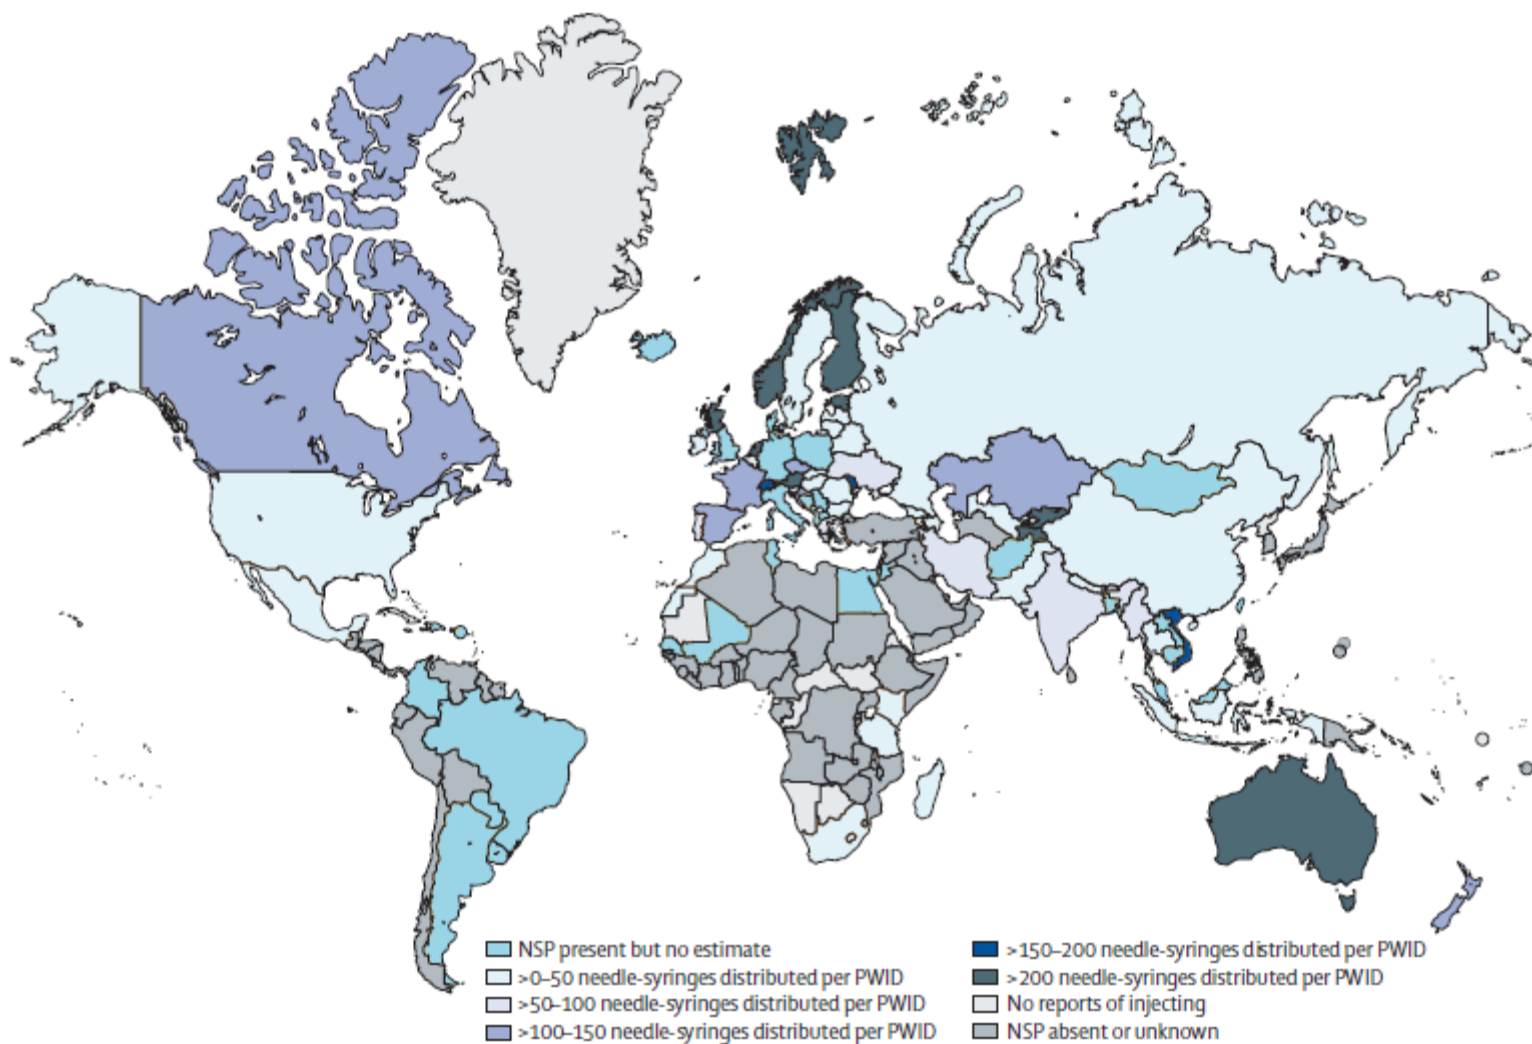 NSP present but no estimate
>0–50 needle-syringes distributed per PWID
>50–100 needle-syringes distributed per PWID
>100–150 needle-syringes distributed per PWID
>150–200 needle-syringes distributed per PWID
>200 needle-syringes distributed per PWID
No reports of injecting
NSP absent or unknown